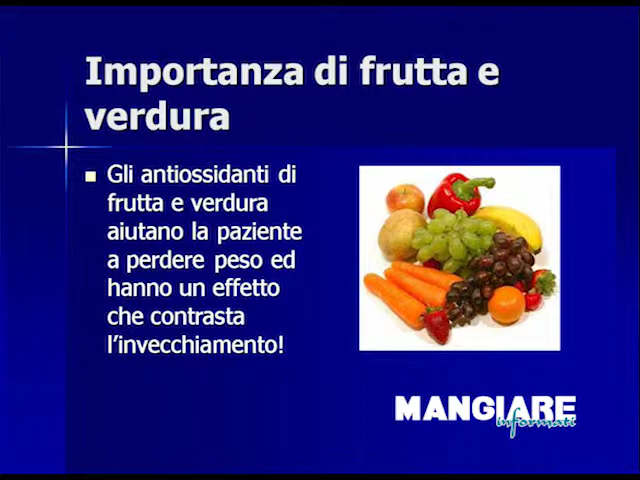 Importanza di frutta e
verdura
Gli antiossidanti di
frutta e verdura
aiutano la paziente
a perdere peso ed
hanno un effetto
che contrasta
l'invecchiamento!
MANGIARE
informati